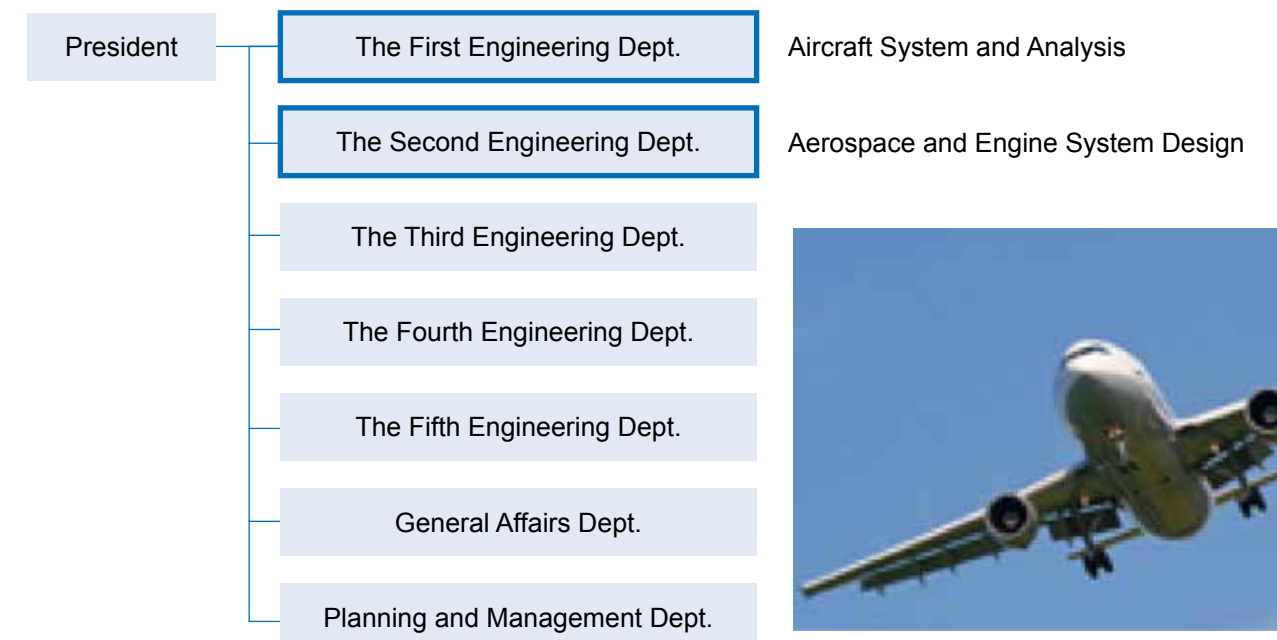 President
The First Engineering Dept.
Aircraft System and Analysis
The Second Engineering Dept.
Aerospace and Engine System Design
The Third Engineering Dept.
The Fourth Engineering Dept.
The Fifth Engineering Dept.
General Affairs Dept.
Planning and Management Dept.